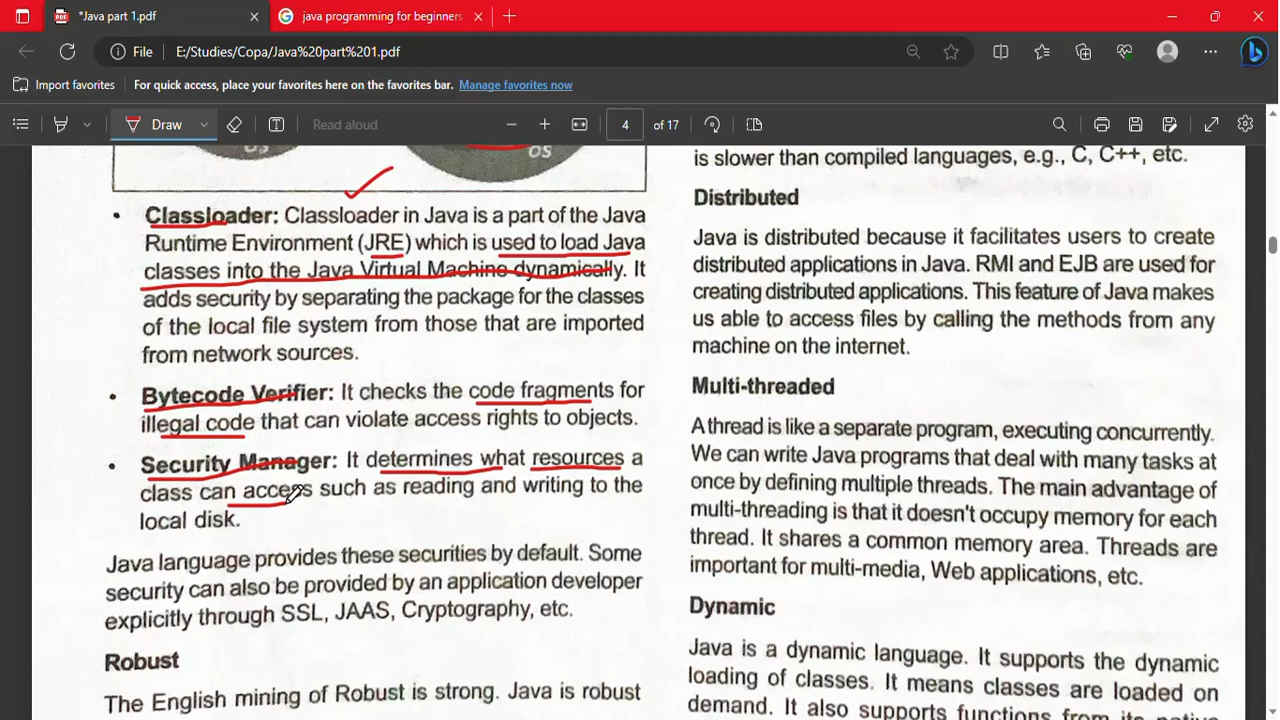 *Java part 1.pdf
java programming for beginners
File
E:/Studies/Copa/Java%20part%201.pdf
Import favorites
For quick access, place your favorites here on the favorites bar.
Manage favorites now
Draw
Read aloud
4
of 17
OS
OS
• Classloader: Classloader in Java is a part of the Java
Runtime Environment (JRE) which is used to load Java
classes into the Java Virtual Machine dynamically. It
adds security by separating the package for the classes
of the local file system from those that are imported
from network sources.
• Bytecode Verifier: It checks the code fragments for
illegal code that can violate access rights to objects.
• Security Manager: It determines what resources a
class can access such as reading and writing to the
local disk.
Java language provides these securities by default. Some
security can also be provided by an application developer
explicitly through SSL, JAAS, Cryptography, etc.
Robust
The English mining of Robust is strong. Java is robust
is slower than compiled languages, e.g., C, C++, etc.
Distributed
Java is distributed because it facilitates users to create
distributed applications in Java. RMI and EJB are used for
creating distributed applications. This feature of Java makes
us able to access files by calling the methods from any
machine on the internet.
Multi-threaded
A thread is like a separate program, executing concurrently.
We can write Java programs that deal with many tasks at
once by defining multiple threads. The main advantage of
multi-threading is that it doesn't occupy memory for each
thread. It shares a common memory area. Threads are
important for multi-media, Web applications, etc.
Dynamic
Java is a dynamic language. It supports the dynamic
loading of classes. It means classes are loaded on
demand. It also supports functions from its native